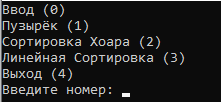 Ввод (0)
Пузырёк (1)
Сортировка Хоара (2)
Линейная Сортировка (3)
Выход (4)
Введите номер: